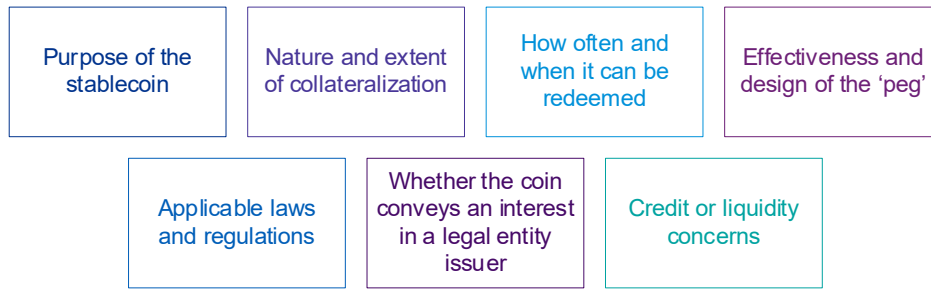 Purpose of the
stablecoin
Nature and extent
of collateralization
How often and
when it can be
redeemed
Effectiveness and
design of the ‘peg’
Applicable laws
and regulations
Whether the coin
conveys an interest
in a legal entity
issuer
Credit or liquidity
concerns